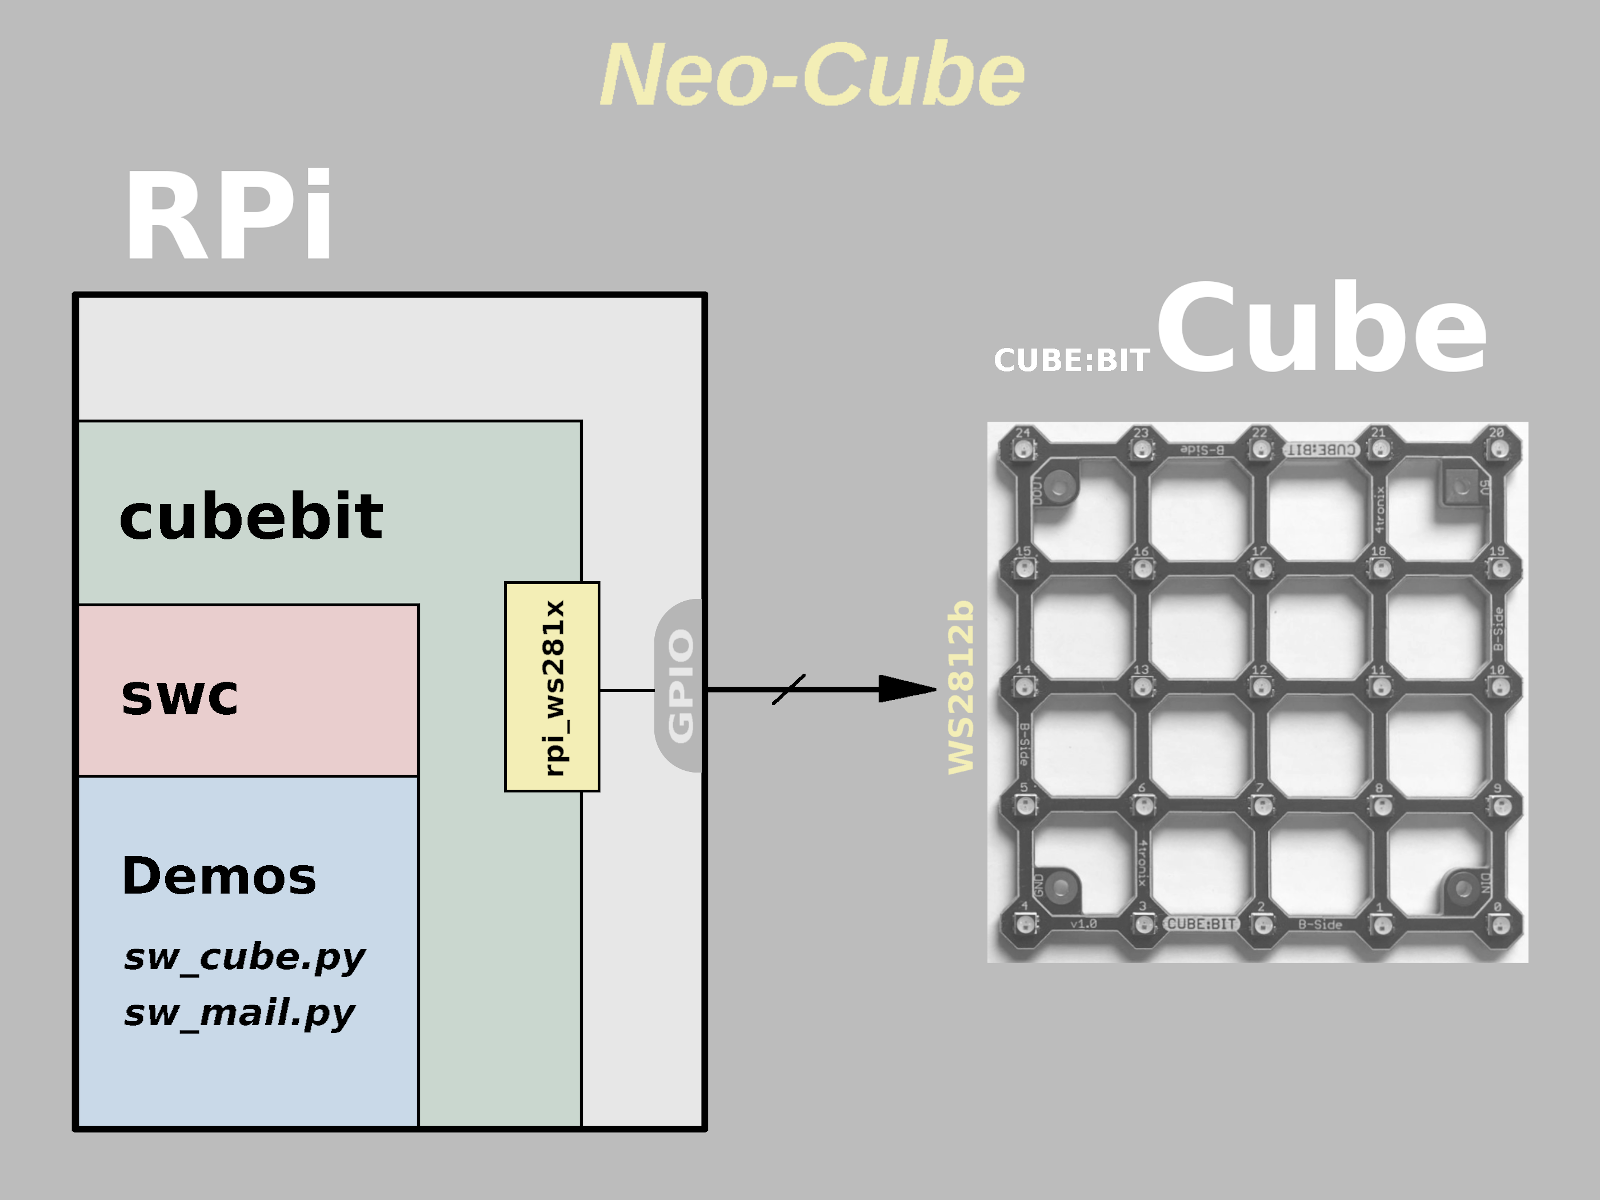 Neo-Cube
RPi
CUBE:BIT Cube
cubebit
swc
Demos
sw_cube.py
sw_mail.py
rpi_ws281x
GPIO
WS2812b
24 23 22 21 20
B-Side CUBE:BIT
DOUT 4tronix 5V
15 16 17 18 19
B-Side
14 13 12 11 10
B-Side
5 6 7 8 9
GND 4tronix DIN
4 3 2 1 0
v1.0 CUBE:BIT B-Side